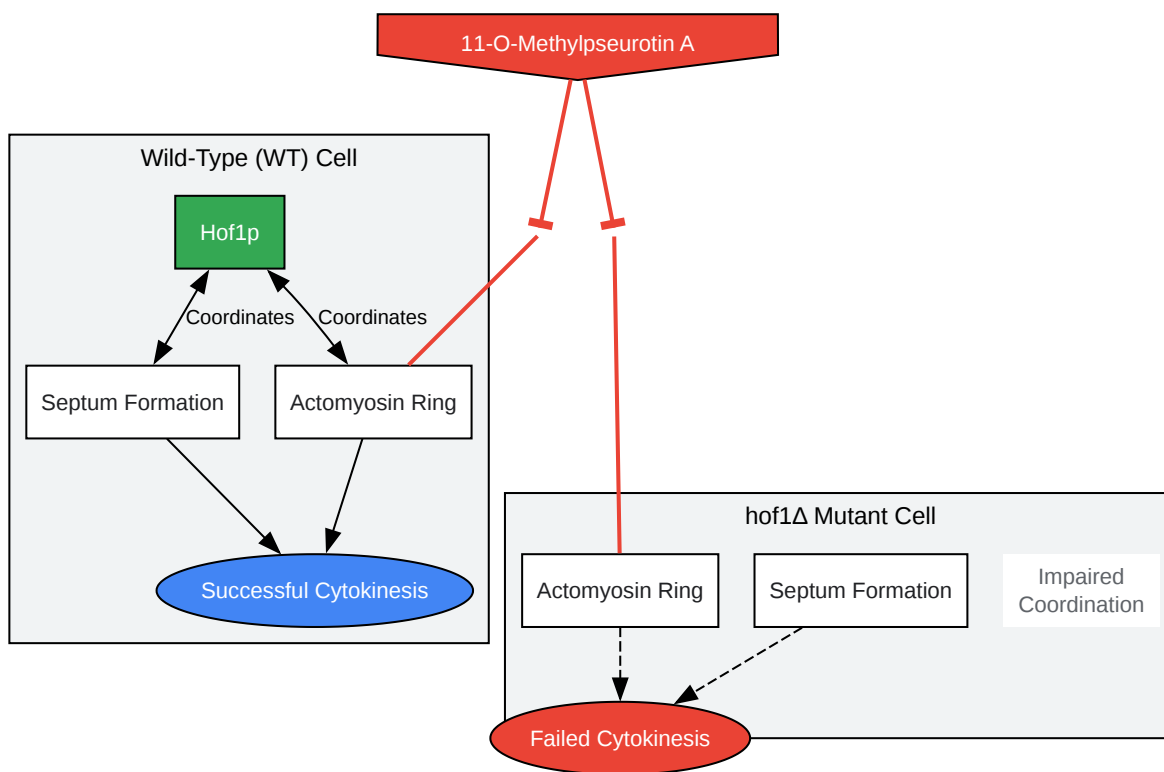 11-O-Methylpseurotin A
Wild-Type (WT) Cell
Hof1p
Coordinates
Coordinates
Septum Formation
Actomyosin Ring
Successful Cytokinesis
hof1Δ Mutant Cell
Actomyosin Ring
Septum Formation
Impaired
Coordination
Failed Cytokinesis